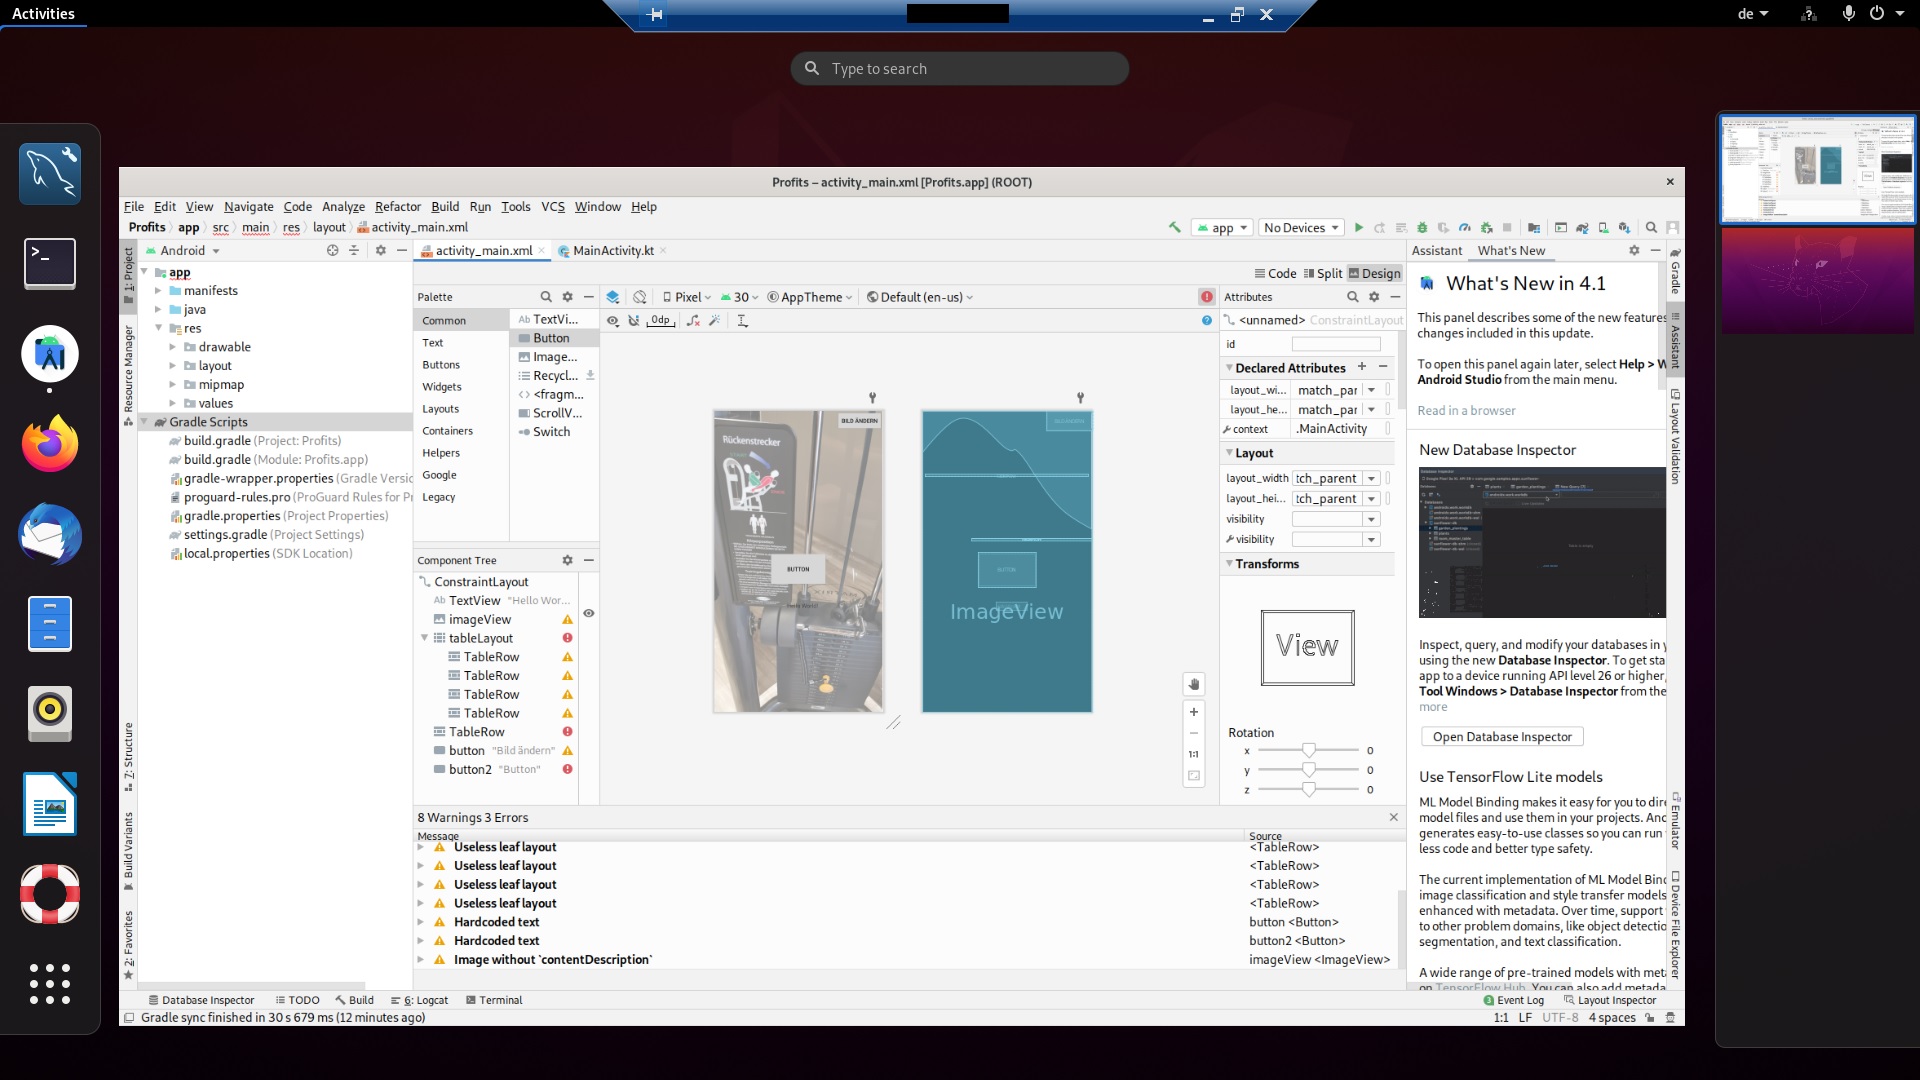 Activities
de
Type to search
Profits – activity_main.xml [Profits.app] (ROOT)
File Edit View Navigate Code Analyze Refactor Build Run Tools VCS Window Help
Profits app src main res layout activity_main.xml
app No Devices
1: Project
Resource Manager
7: Structure
Build Variants
2: Favorites
Android
app
manifests
java
res
drawable
layout
mipmap
values
Gradle Scripts
build.gradle (Project: Profits)
build.gradle (Module: Profits.app)
gradle-wrapper.properties (Gradle Versic
proguard-rules.pro (ProGuard Rules for Pr
gradle.properties (Project Properties)
settings.gradle (Project Settings)
local.properties (SDK Location)
activity_main.xml MainActivity.kt
Code Split Design
Palette
Common
Text
Buttons
Widgets
Layouts
Containers
Helpers
Google
Legacy
Ab TextVi...
Button
Image...
Recycl...
<> <fragm...
ScrollV...
Switch
Component Tree
ConstraintLayout
Ab TextView "Hello Wor...
imageView
tableLayout
TableRow
TableRow
TableRow
TableRow
TableRow
button "Bild ändern"
button2 "Button"
Pixel 30 AppTheme Default (en-us)
0dp
BILD ÄNDERN
Rückenstrecker
BUTTON
Hello World!
BILD ÄNDERN
BUTTON
ImageView
+
−
1:1
Attributes
<unnamed> ConstraintLayout
id
Declared Attributes + −
layout_wi... match_par
layout_he... match_par
context .MainActivity
Layout
layout_width tch_parent
layout_hei... tch_parent
visibility
visibility
Transforms
View
Rotation
x 0
y 0
z 0
8 Warnings 3 Errors
Message Source
Useless leaf layout <TableRow>
Useless leaf layout <TableRow>
Useless leaf layout <TableRow>
Useless leaf layout <TableRow>
Hardcoded text button <Button>
Hardcoded text button2 <Button>
Image without `contentDescription` imageView <ImageView>
Assistant What's New
What's New in 4.1
This panel describes some of the new features
changes included in this update.
To open this panel again later, select Help > W
Android Studio from the main menu.
Read in a browser
New Database Inspector
Inspect, query, and modify your databases in y
using the new Database Inspector. To get sta
app to a device running API level 26 or higher,
Tool Windows > Database Inspector from the
more
Open Database Inspector
Use TensorFlow Lite models
ML Model Binding makes it easy for you to dire
model files and use them in your projects. And
generates easy-to-use classes so you can run
less code and better type safety.
The current implementation of ML Model Bind
image classification and style transfer models
enhanced with metadata. Over time, support
to other problem domains, like object detectio
segmentation, and text classification.
A wide range of pre-trained models with meta
on TensorFlow Hub. You can also add metada
Gradle
Assistant
Layout Validation
Emulator
Device File Explorer
Database Inspector TODO Build 6: Logcat Terminal
3 Event Log Layout Inspector
Gradle sync finished in 30 s 679 ms (12 minutes ago)
1:1 LF UTF-8 4 spaces